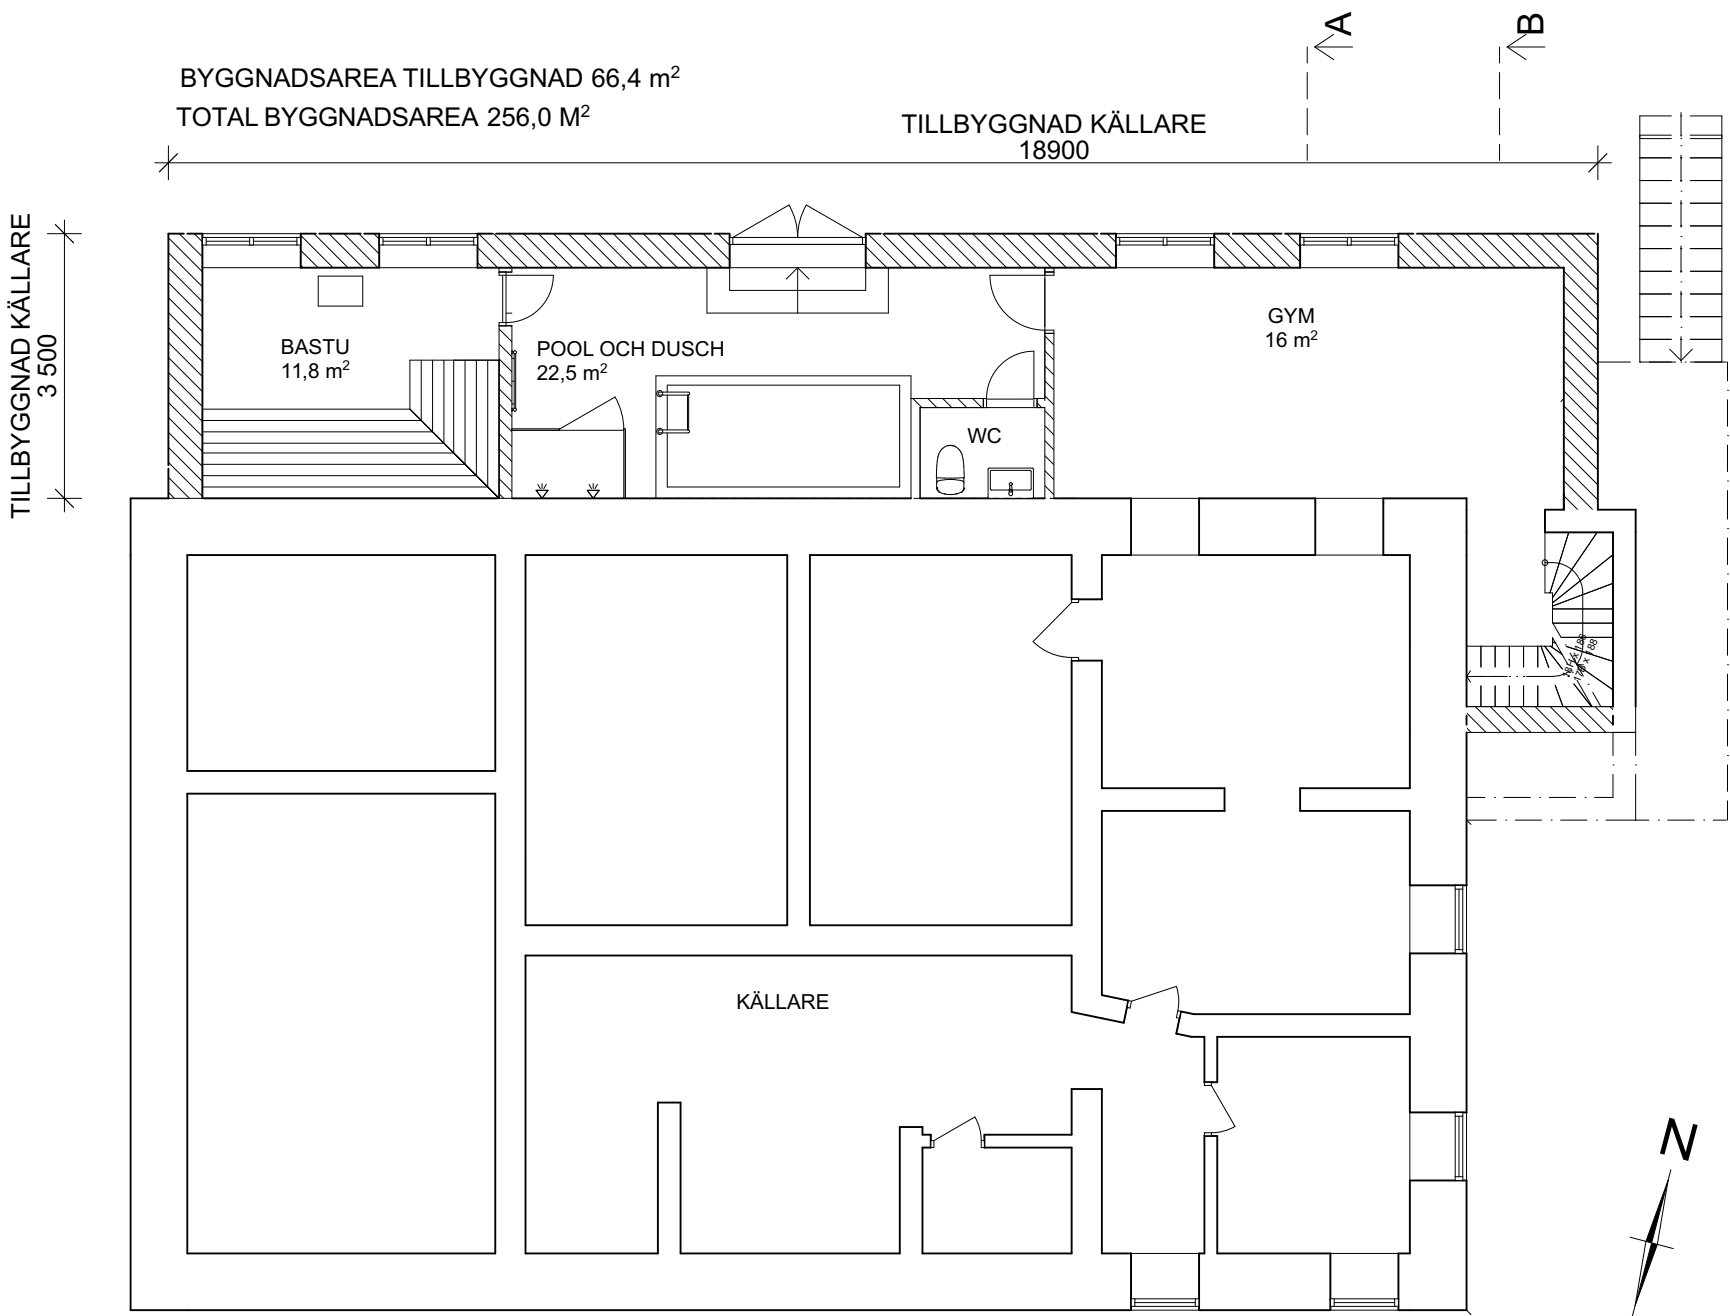 A
B
BYGGNADSAREA TILLBYGGNAD 66,4 m²
TOTAL BYGGNADSAREA 256,0 M²
TILLBYGGNAD KÄLLARE
18900
TILLBYGGNAD KÄLLARE
3 500
BASTU
11,8 m²
POOL OCH DUSCH
22,5 m²
WC
GYM
16 m²
KÄLLARE
N